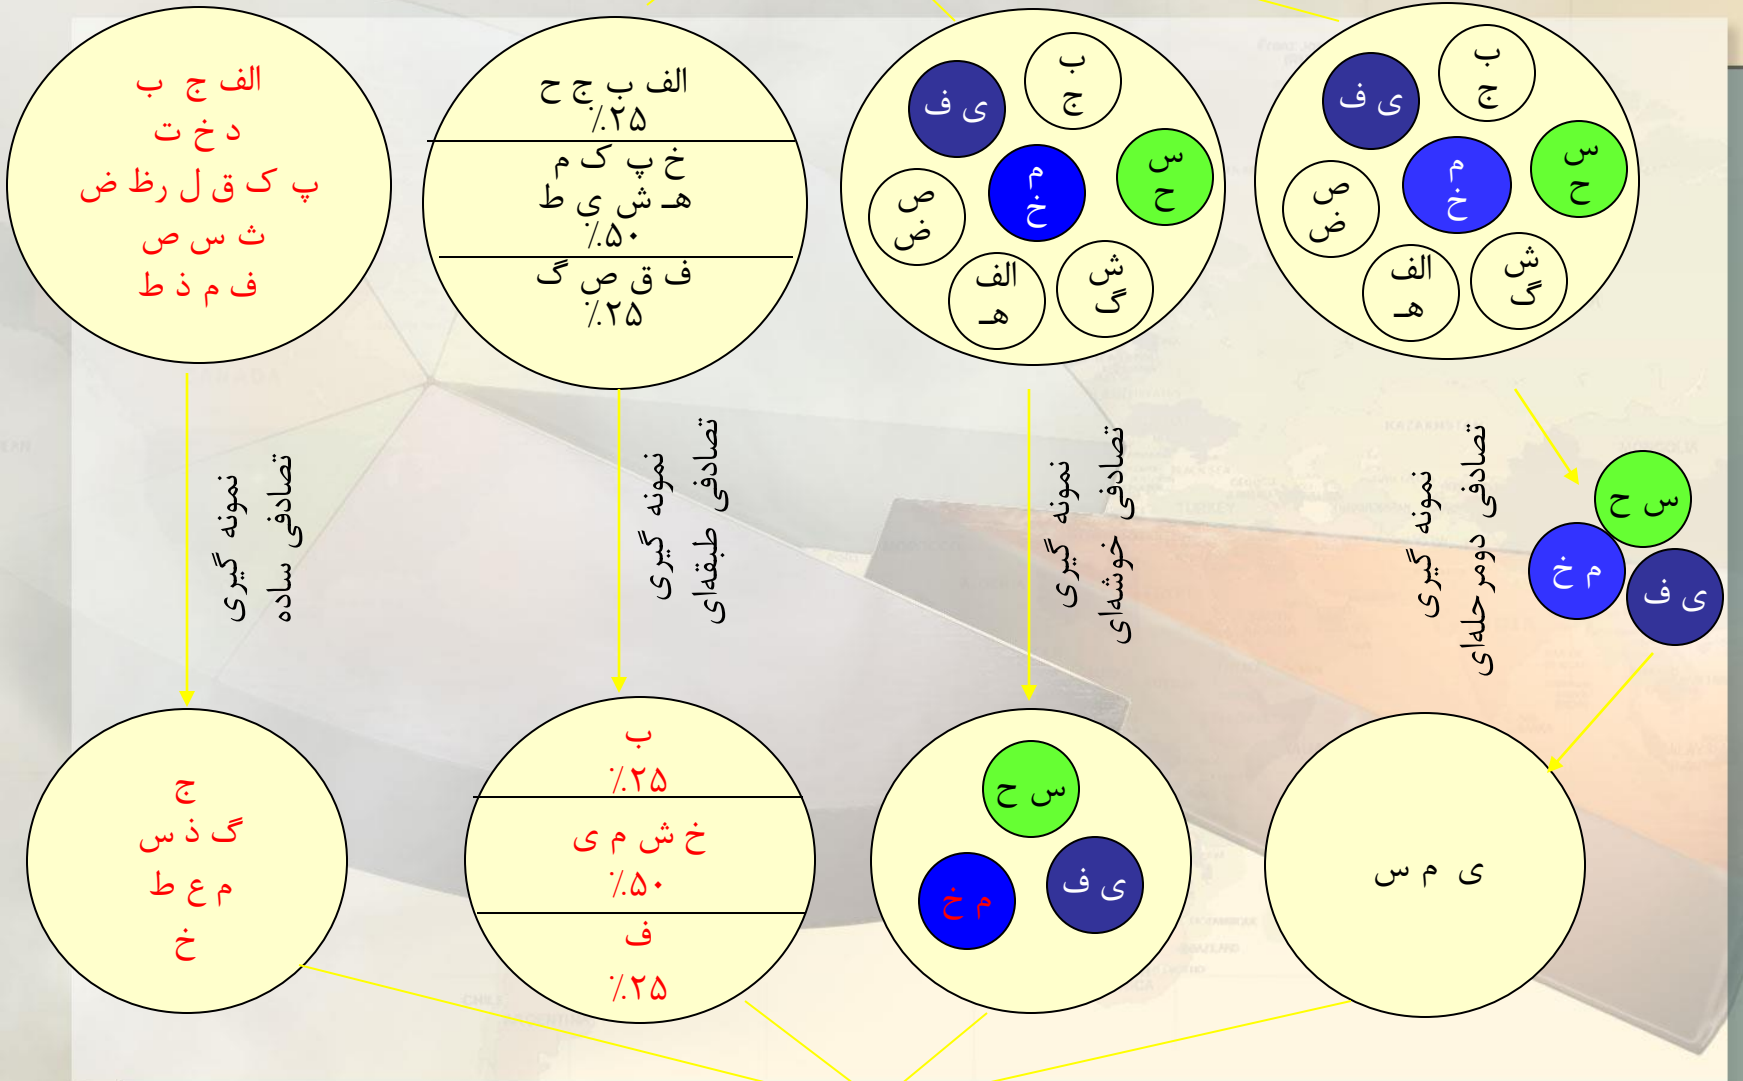 الف ج ب
د خ ت
پ ک ق ل ر ظ ض
ث س ص
ف م ذ ط
الف ب ج ح
٪۲۵
خ پ ک م
هـ ش ی ط
٪۵۰
ف ق ص گ
٪۲۵
ب
ج
ی ف
س
ح
م
خ
ص
ض
ش
گ
الف
هـ
ب
ج
ی ف
س
ح
م
خ
ص
ض
ش
گ
الف
هـ
نمونه گیری
تصادفی ساده
نمونه گیری
تصادفی طبقه‌ای
نمونه گیری
تصادفی خوشه‌ای
نمونه گیری
تصادفی دومرحله‌ای
س ح
م خ
ی ف
ج
گ ذ س
م ع ط
خ
ب
٪۲۵
خ ش م ی
٪۵۰
ف
٪۲۵
س ح
م خ
ی ف
ی م س